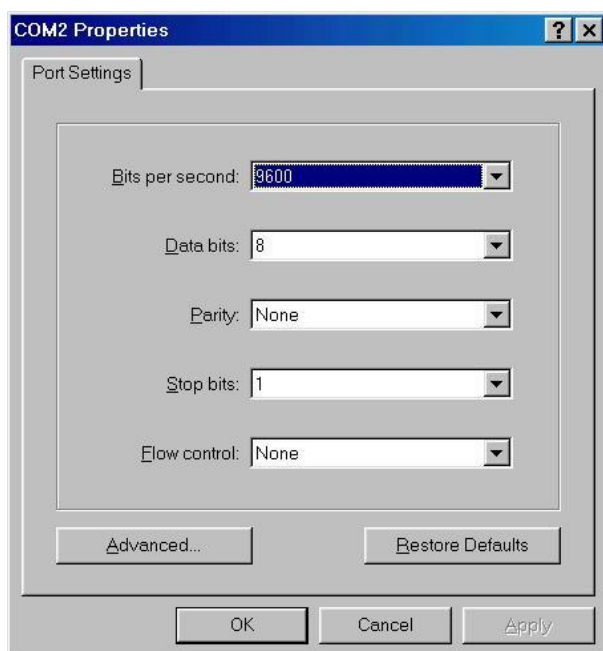 COM2 Properties
Port Settings
Bits per second: 9600
Data bits: 8
Parity: None
Stop bits: 1
Flow control: None
Advanced...
Restore Defaults
OK
Cancel
Apply